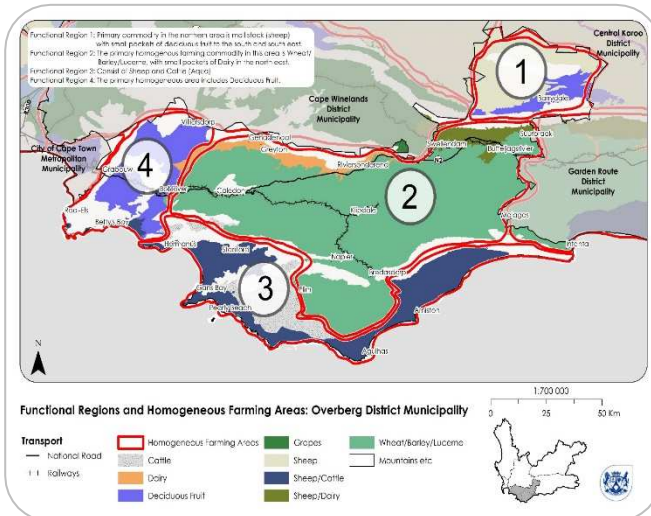 Functional Region 1: Primary commodity in the northern area is mailstock (sheep)
with small pockets of deciduous fruit to the south and south east.
Functional Region 2: The primary homogenous farming commodity in this area is Wheat/
Barley/Lucerne, with small pockets of Dairy in the north east.
Functional Region 3: Consist of Sheep and Cattle (Agua)
Functional Region 4: The primary homogenous area includes Deciduous Fruit.
Central Karoo
District
Municipality
1
Cape Winelands
District
Municipality
Barrydale
Villiersdorp
City of Cape Town
Metropolitan
Municipality
4
Grabouw
Genadendal
Greyton
Riviersonderend
Swellendam
N2
Suurbraak
Buffeljagsrivier
Garden Route
District
Municipality
2
Botrivier
Caledon
Klipdale
Rooi-Els
Betty's Bay
Hermanus
Stanford
Napier
Bredasdorp
Malagas
Infanta
3
Gans Bay
Elim
Pearly Beach
Arniston
Agulhas
N
1:700 000
0 25 50 Km
Functional Regions and Homogeneous Farming Areas: Overberg District Municipality
Transport
National Road
Railways
Homogeneous Farming Areas
Cattle
Dairy
Deciduous Fruit
Grapes
Sheep
Sheep/Cattle
Sheep/Dairy
Wheat/Barley/Lucerne
Mountains etc